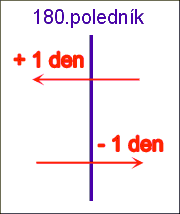 180.poledník
+ 1 den
- 1 den